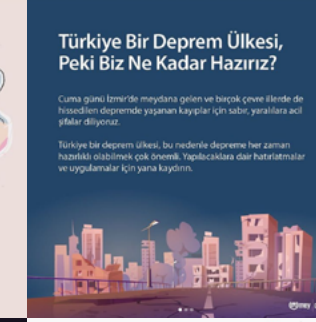 Türkiye Bir Deprem Ülkesi,
Peki Biz Ne Kadar Hazırız?
Cuma günü İzmir'de meydana gelen ve birçok çevre illerde de
hissedilen depremde yaşanan kayıplar için sabır, yaralılara acil
şifalar diliyoruz.
Türkiye bir deprem ülkesi, bu nedenle depreme her zaman
hazırlıklı olabilmek çok önemli. Yapılacaklara dair hatırlatmalar
ve uygulamalar için yana kaydırın.